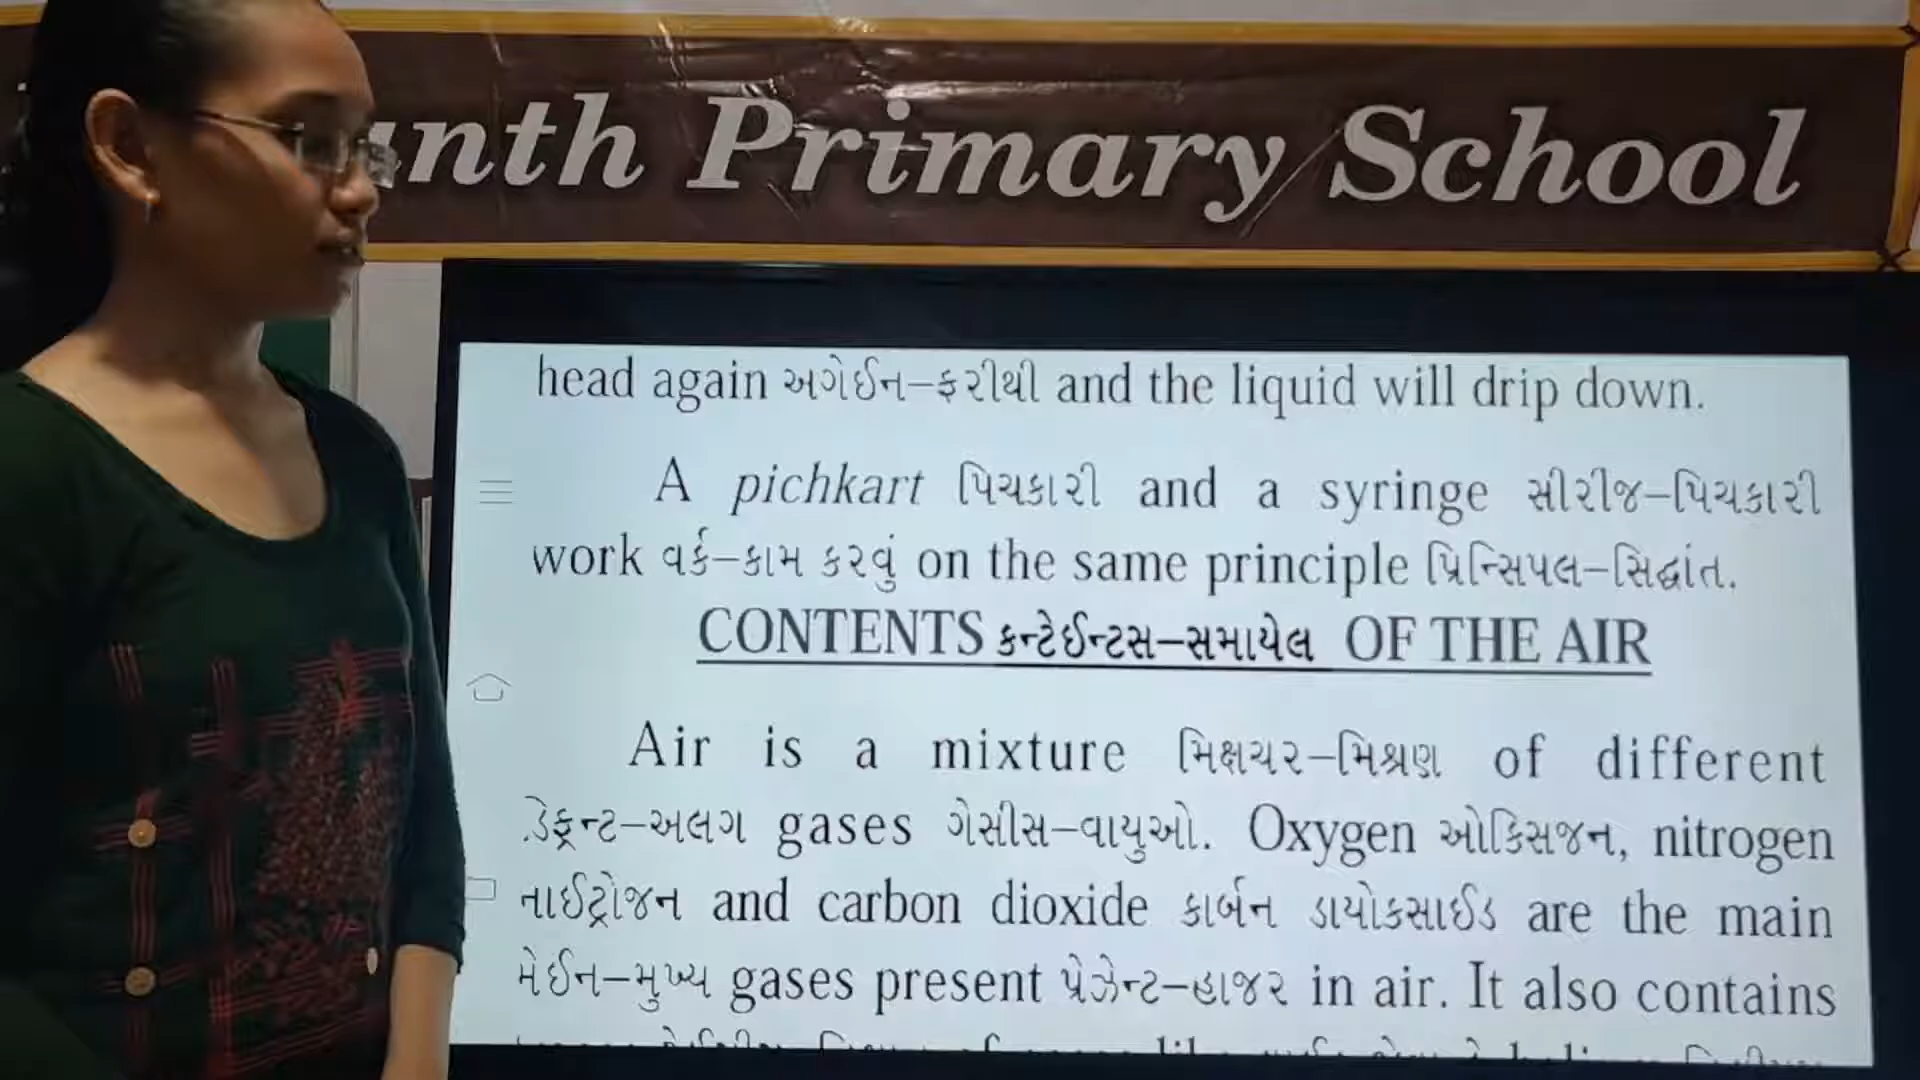 Primary School
head again અગેઈન–ફરીથી and the liquid will drip down.
A pichkart પિચકારી and a syringe સીરીજ–પિચકારી
work વર્ક–કામ કરવું on the same principle પ્રિન્સિપલ–સિદ્ધાંત.
CONTENTS કન્ટેઈન્ટસ–સમાયેલ OF THE AIR
Air is a mixture મિક્ષચર–મિશ્રણ of different
ડેફ્રન્ટ–અલગ gases ગેસીસ–વાયુઓ. Oxygen ઓકિસજન, nitrogen
નાઈટ્રોજન and carbon dioxide કાર્બન ડાયોકસાઈડ are the main
મેઈન–મુખ્ય gases present પ્રેઝેન્ટ–હાજર in air. It also contains